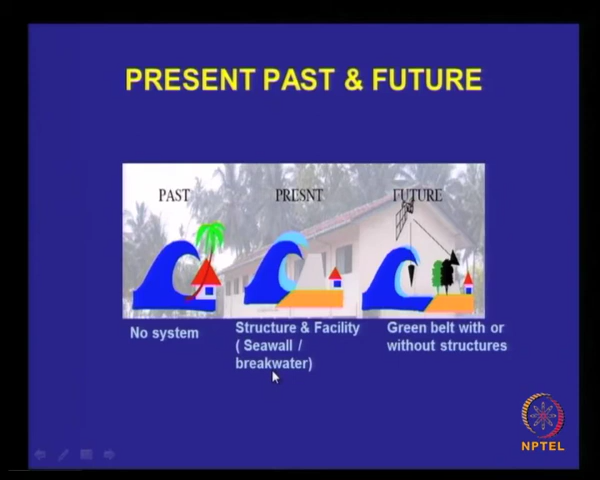 PRESENT PAST & FUTURE
PAST PRESNT FUTURE
No system
Structure & Facility
( Seawall /
breakwater)
Green belt with or
without structures
NPTEL